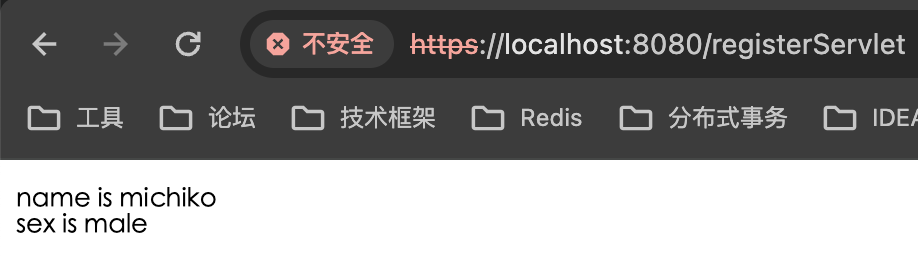 不安全 https://localhost:8080/registerServlet
工具 论坛 技术框架 Redis 分布式事务 IDEA
name is michiko
sex is male